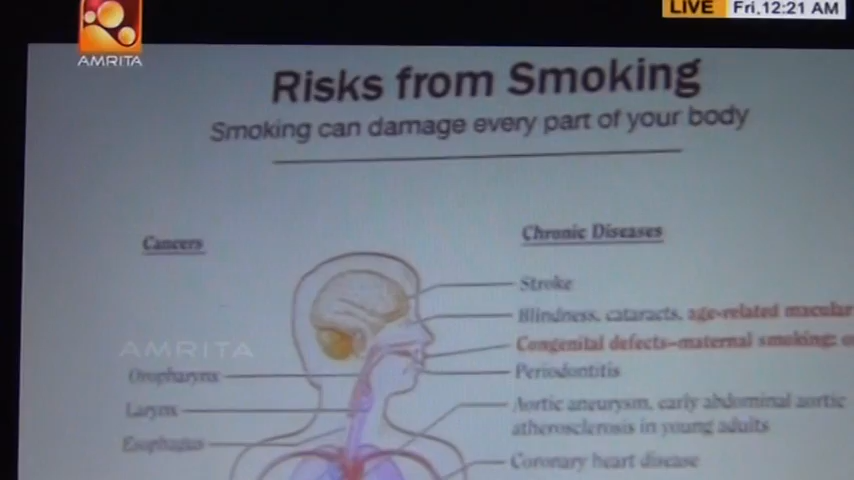 AMRITA
LIVE Fri, 12:21 AM
Risks from Smoking
Smoking can damage every part of your body
Cancers
Chronic Diseases
Stroke
Blindness, cataracts, age-related macular
Congenital defects–maternal smoking: o
AMRITA
Oropharynx
Periodontitis
Larynx
Aortic aneurysm, early abdominal aortic
atherosclerosis in young adults
Esophagus
Coronary heart disease